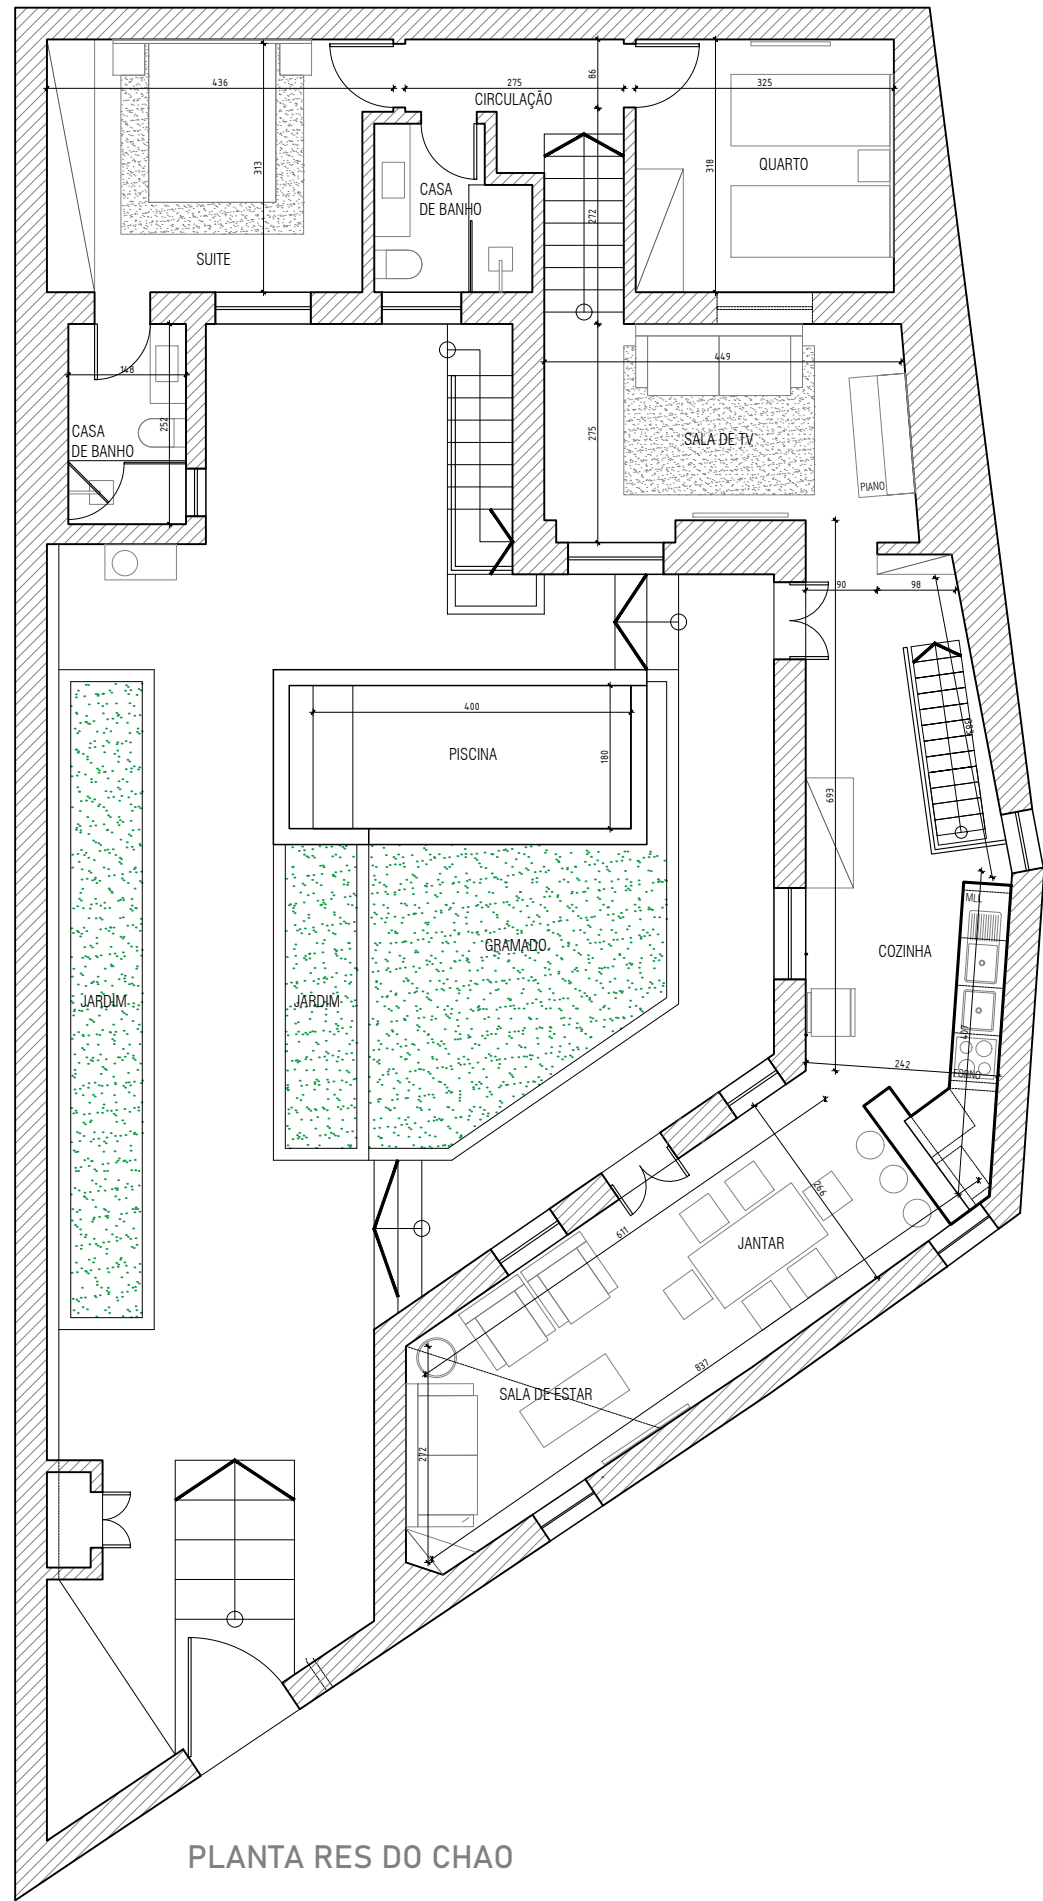 436
275
86
325
CIRCULAÇÃO
313
318
QUARTO
CASA
DE BANHO
272
SUITE
148
449
252
CASA
DE BANHO
275
SALA DE TV
PIANO
90
98
400
180
PISCINA
583
693
MLL
GRAMADO
COZINHA
JARDIM
JARDIM
407
242
FORNO
266
611
JANTAR
837
SALA DE ESTAR
272
PLANTA RES DO CHAO